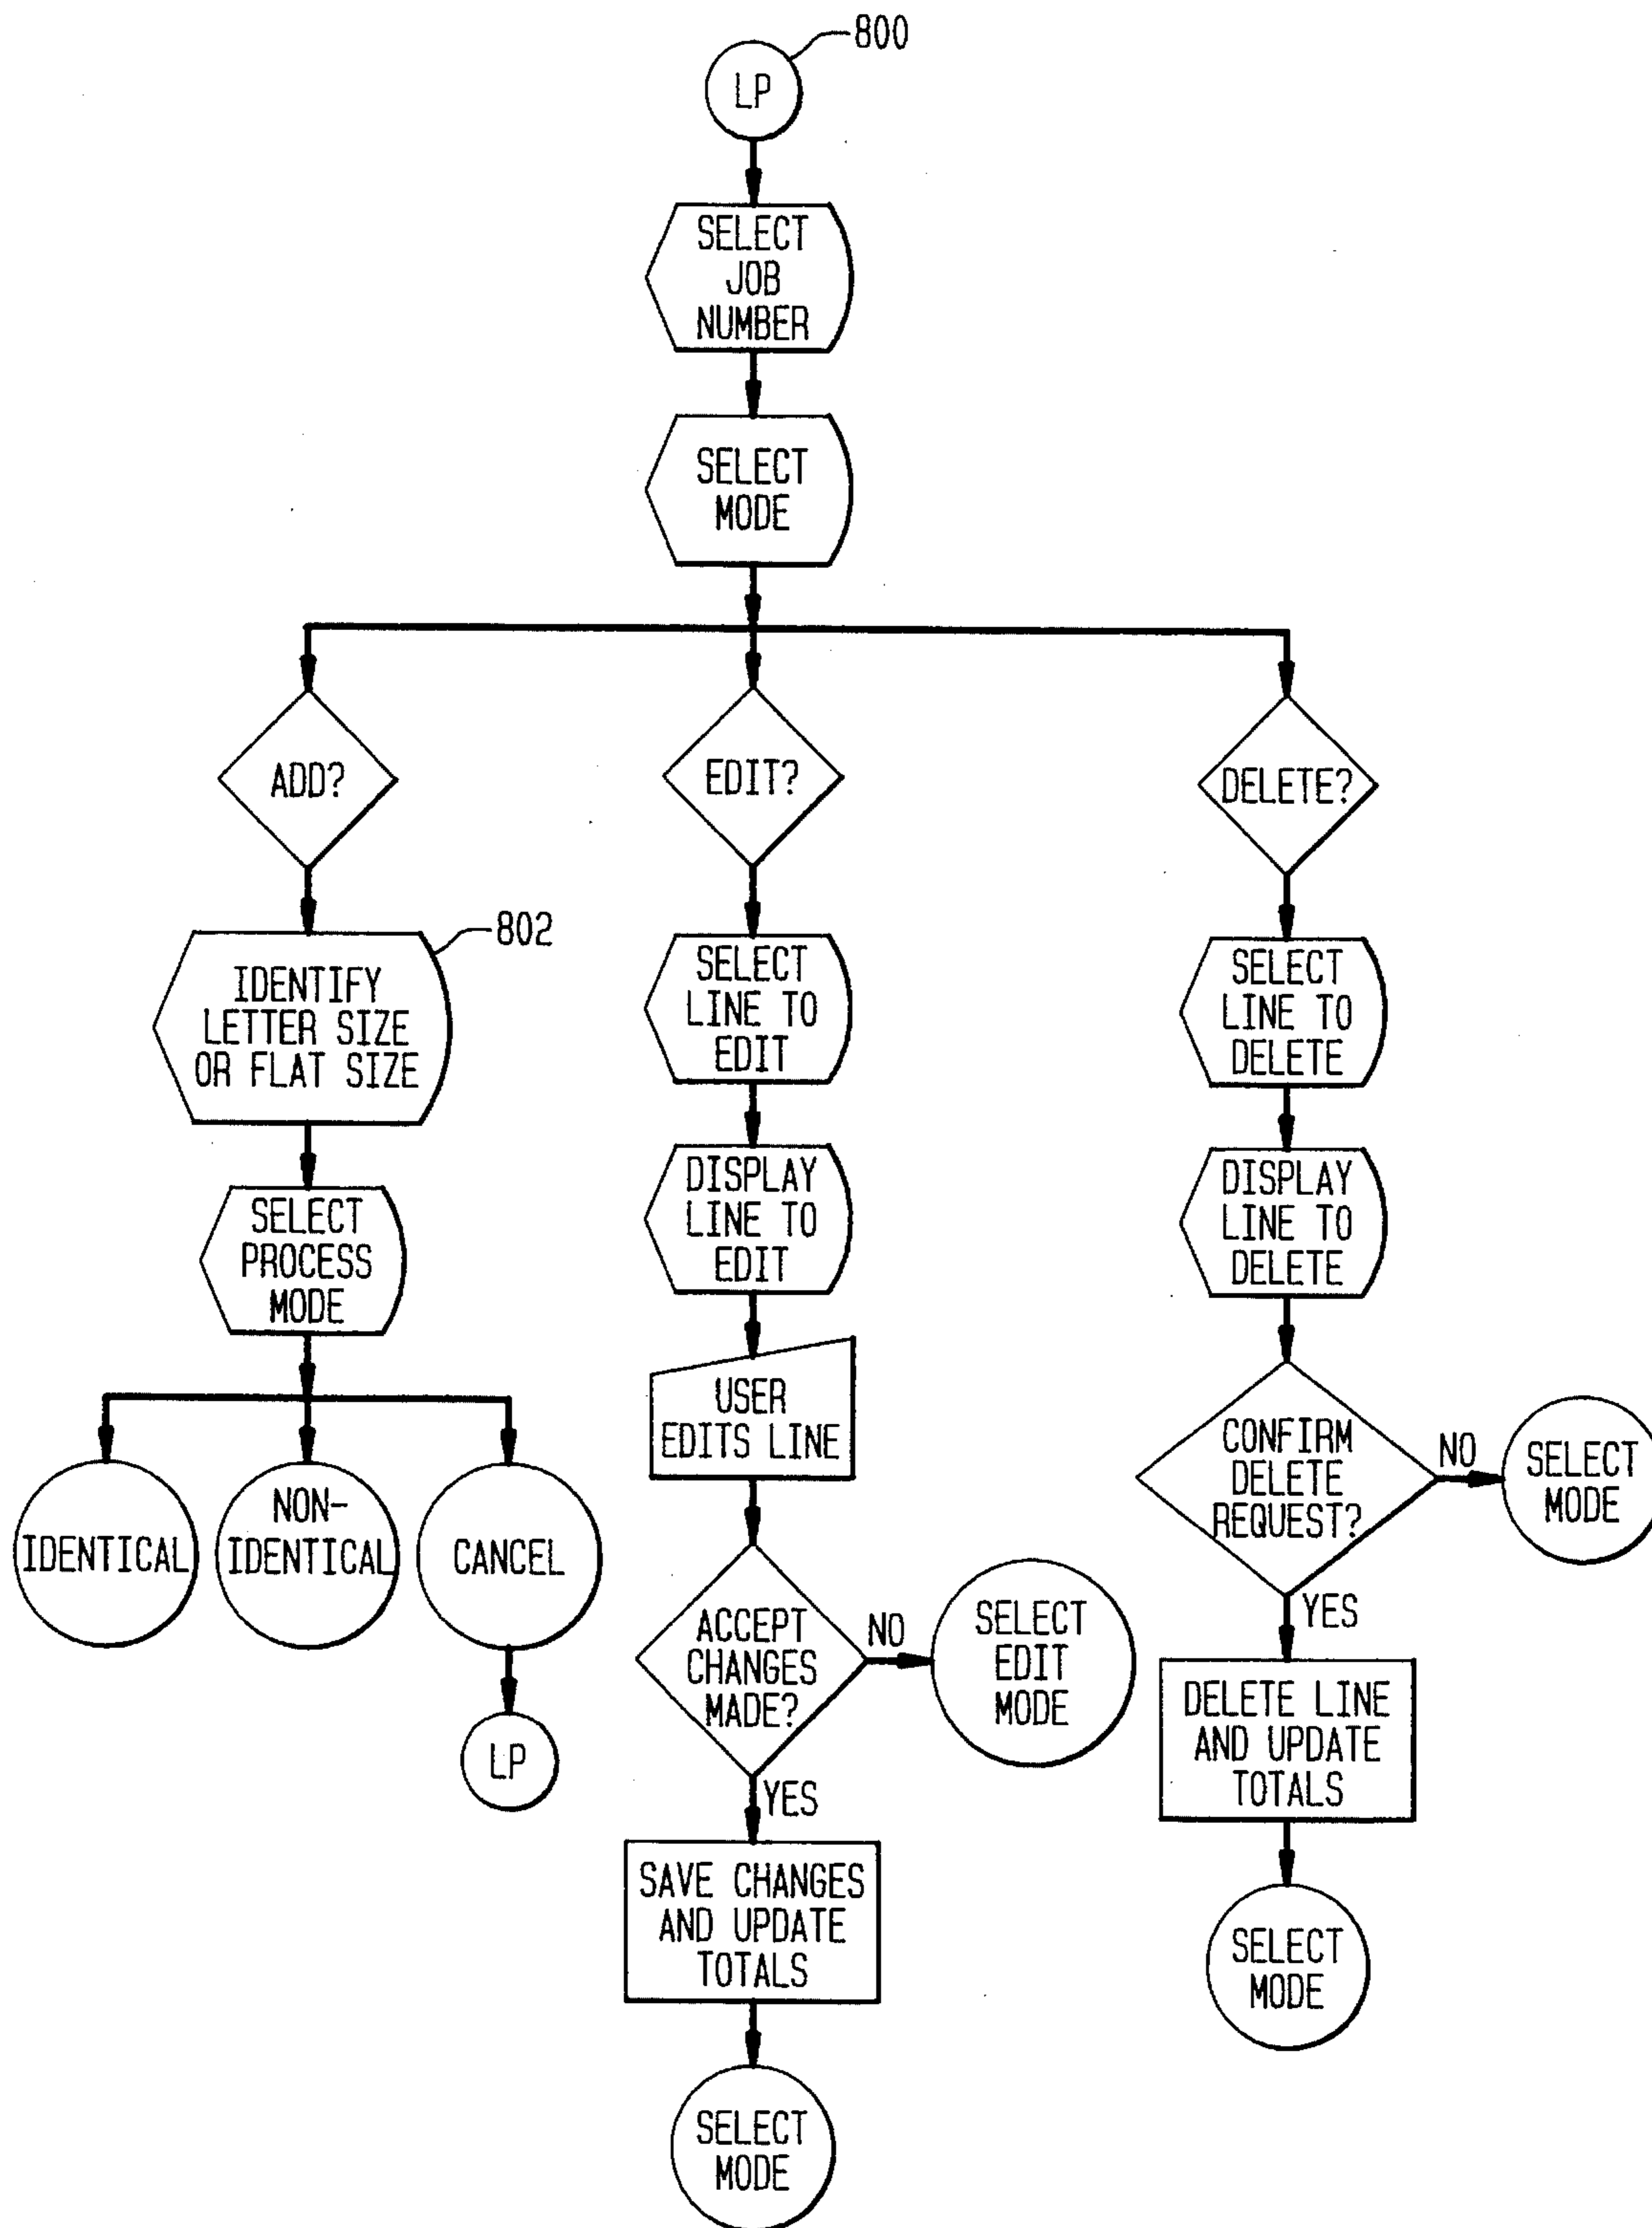 800
LP
SELECT
JOB
NUMBER
SELECT
MODE
ADD?
EDIT?
DELETE?
802
IDENTIFY
LETTER SIZE
OR FLAT SIZE
SELECT
PROCESS
MODE
IDENTICAL
NON-
IDENTICAL
CANCEL
LP
SELECT
LINE TO
EDIT
DISPLAY
LINE TO
EDIT
USER
EDITS LINE
ACCEPT
CHANGES
MADE?
NO
SELECT
EDIT
MODE
YES
SAVE CHANGES
AND UPDATE
TOTALS
SELECT
MODE
SELECT
LINE TO
DELETE
DISPLAY
LINE TO
DELETE
CONFIRM
DELETE
REQUEST?
NO
SELECT
MODE
YES
DELETE LINE
AND UPDATE
TOTALS
SELECT
MODE